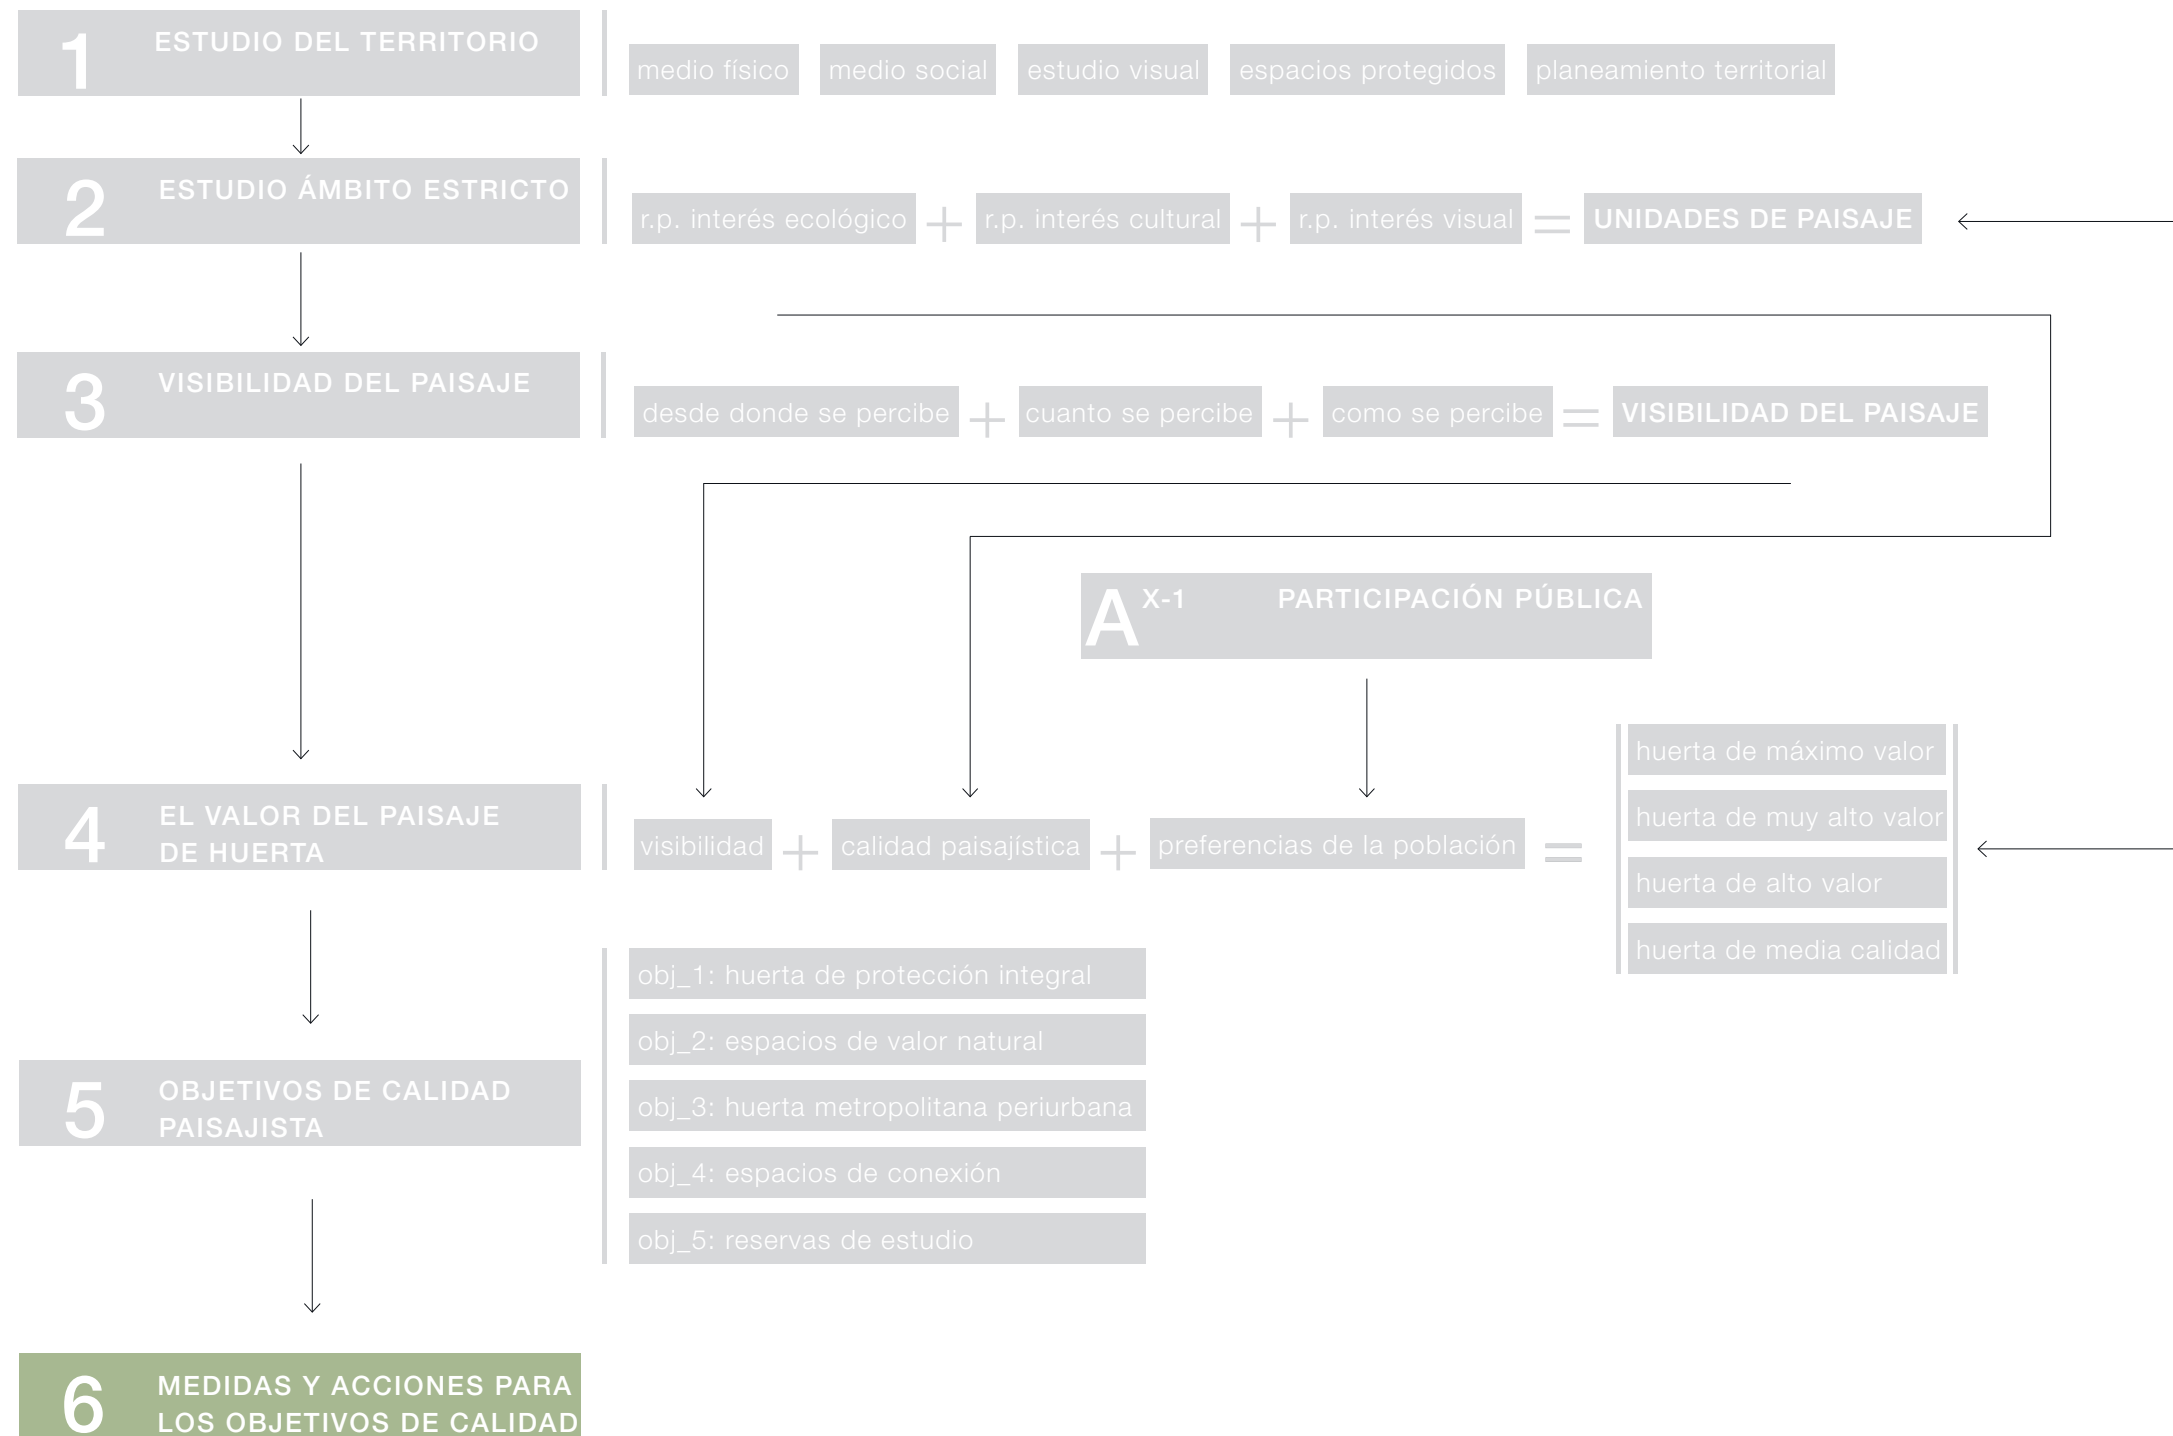 1 ESTUDIO DEL TERRITORIO
medio físico medio social estudio visual espacios protegidos planeamiento territorial
2 ESTUDIO ÁMBITO ESTRICTO
r.p. interés ecológico + r.p. interés cultural + r.p. interés visual = UNIDADES DE PAISAJE
3 VISIBILIDAD DEL PAISAJE
desde donde se percibe + cuanto se percibe + como se percibe = VISIBILIDAD DEL PAISAJE
A X-1 PARTICIPACIÓN PÚBLICA
4 EL VALOR DEL PAISAJE
DE HUERTA
visibilidad + calidad paisajística + preferencias de la población =
huerta de máximo valor
huerta de muy alto valor
huerta de alto valor
huerta de media calidad
5 OBJETIVOS DE CALIDAD
PAISAJISTA
obj_1: huerta de protección integral
obj_2: espacios de valor natural
obj_3: huerta metropolitana periurbana
obj_4: espacios de conexión
obj_5: reservas de estudio
6 MEDIDAS Y ACCIONES PARA
LOS OBJETIVOS DE CALIDAD